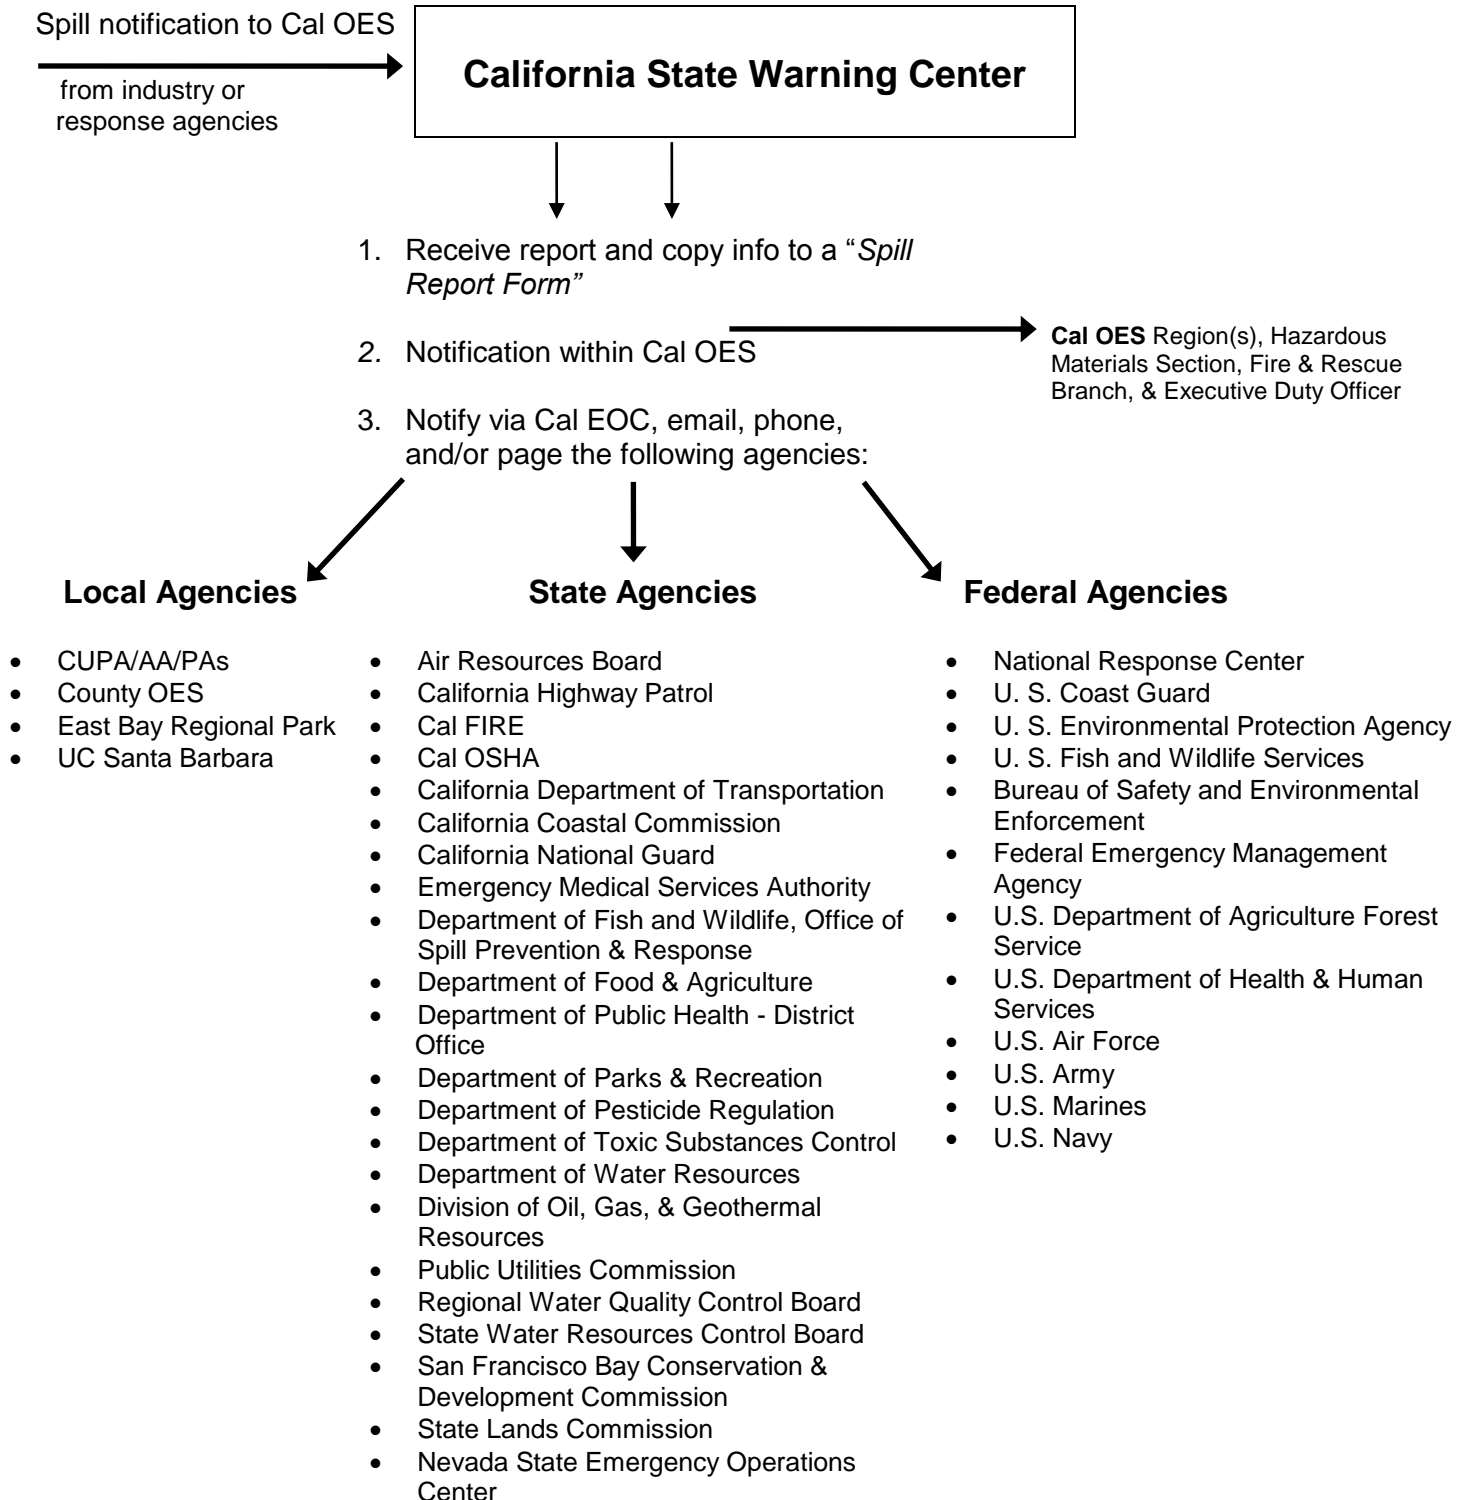 Spill notification to Cal OES
from industry or
response agencies
California State Warning Center
1. Receive report and copy info to a “Spill
Report Form”
2. Notification within Cal OES
Cal OES Region(s), Hazardous
Materials Section, Fire & Rescue
Branch, & Executive Duty Officer
3. Notify via Cal EOC, email, phone,
and/or page the following agencies:
Local Agencies
• CUPA/AA/PAs
• County OES
• East Bay Regional Park
• UC Santa Barbara
State Agencies
• Air Resources Board
• California Highway Patrol
• Cal FIRE
• Cal OSHA
• California Department of Transportation
• California Coastal Commission
• California National Guard
• Emergency Medical Services Authority
• Department of Fish and Wildlife, Office of
Spill Prevention & Response
• Department of Food & Agriculture
• Department of Public Health - District
Office
• Department of Parks & Recreation
• Department of Pesticide Regulation
• Department of Toxic Substances Control
• Department of Water Resources
• Division of Oil, Gas, & Geothermal
Resources
• Public Utilities Commission
• Regional Water Quality Control Board
• State Water Resources Control Board
• San Francisco Bay Conservation &
Development Commission
• State Lands Commission
• Nevada State Emergency Operations
Center
Federal Agencies
• National Response Center
• U. S. Coast Guard
• U. S. Environmental Protection Agency
• U. S. Fish and Wildlife Services
• Bureau of Safety and Environmental
Enforcement
• Federal Emergency Management
Agency
• U.S. Department of Agriculture Forest
Service
• U.S. Department of Health & Human
Services
• U.S. Air Force
• U.S. Army
• U.S. Marines
• U.S. Navy